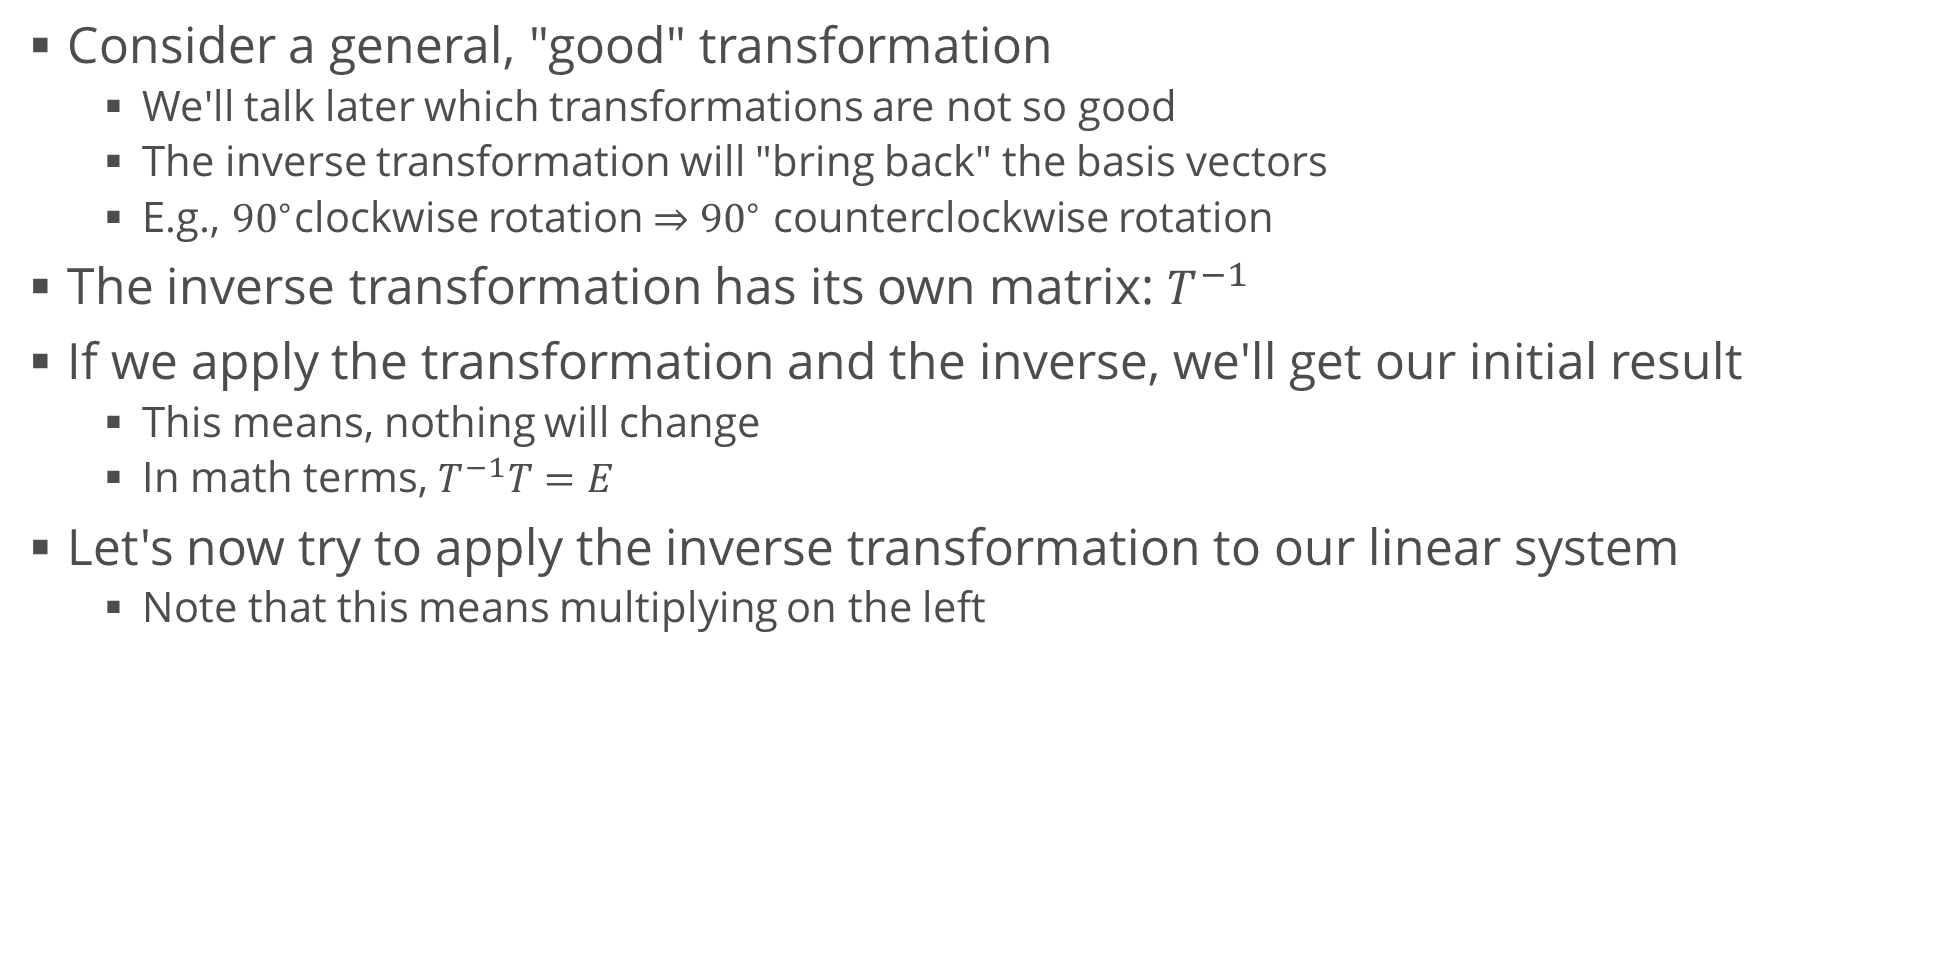 ▪ Consider a general, "good" transformation
▪ We'll talk later which transformations are not so good
▪ The inverse transformation will "bring back" the basis vectors
▪ E.g., 90°clockwise rotation ⇒ 90° counterclockwise rotation
▪ The inverse transformation has its own matrix: T⁻¹
▪ If we apply the transformation and the inverse, we'll get our initial result
▪ This means, nothing will change
▪ In math terms, T⁻¹T = E
▪ Let's now try to apply the inverse transformation to our linear system
▪ Note that this means multiplying on the left